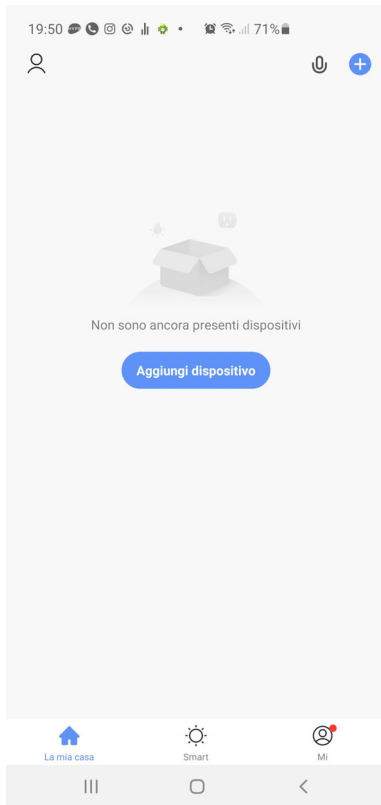 19:50 71%
Non sono ancora presenti dispositivi
Aggiungi dispositivo
La mia casa Smart Mi